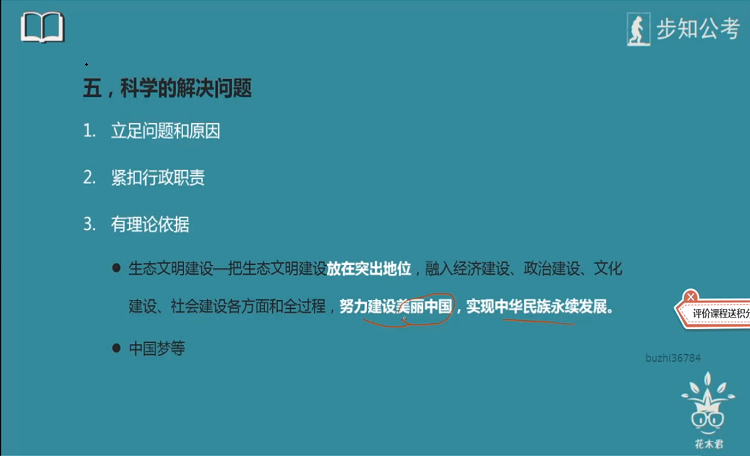 步知公考
五，科学的解决问题
1. 立足问题和原因
2. 紧扣行政职责
3. 有理论依据
● 生态文明建设—把生态文明建设放在突出地位，融入经济建设、政治建设、文化
建设、社会建设各方面和全过程，努力建设美丽中国，实现中华民族永续发展。
评价课程送积分
● 中国梦等
buzhi36784
花木君